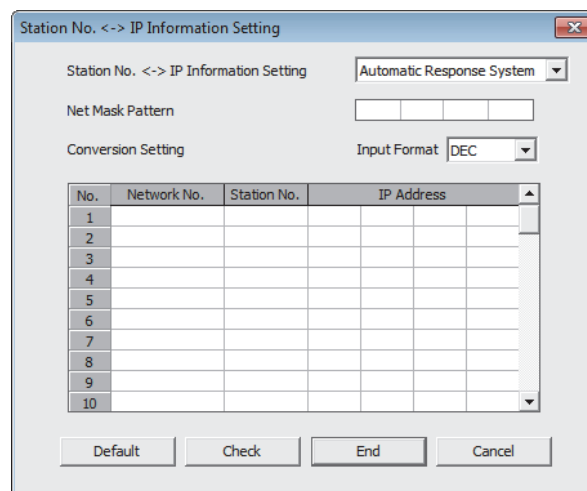 Station No. <-> IP Information Setting
Station No. <-> IP Information Setting Automatic Response System
Net Mask Pattern
Conversion Setting Input Format DEC
No. Network No. Station No. IP Address
1
2
3
4
5
6
7
8
9
10
Default Check End Cancel